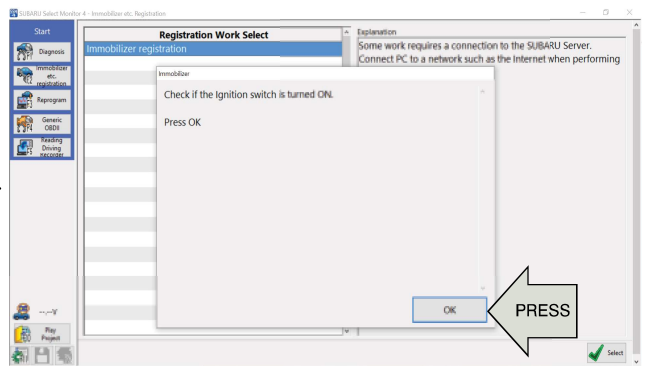 SUBARU Select Monitor 4 - Immobilizer etc. Registration
Start
Diagnosis
Immobilizer
etc.
registration
Reprogram
Generic
OBDII
Reading
Driving
Recorder
--.--V
Play
Project
Registration Work Select
Immobilizer registration
Explanation
Some work requires a connection to the SUBARU Server.
Connect PC to a network such as the Internet when performing
Immobilizer
Check if the Ignition switch is turned ON.
Press OK
OK
PRESS
Select